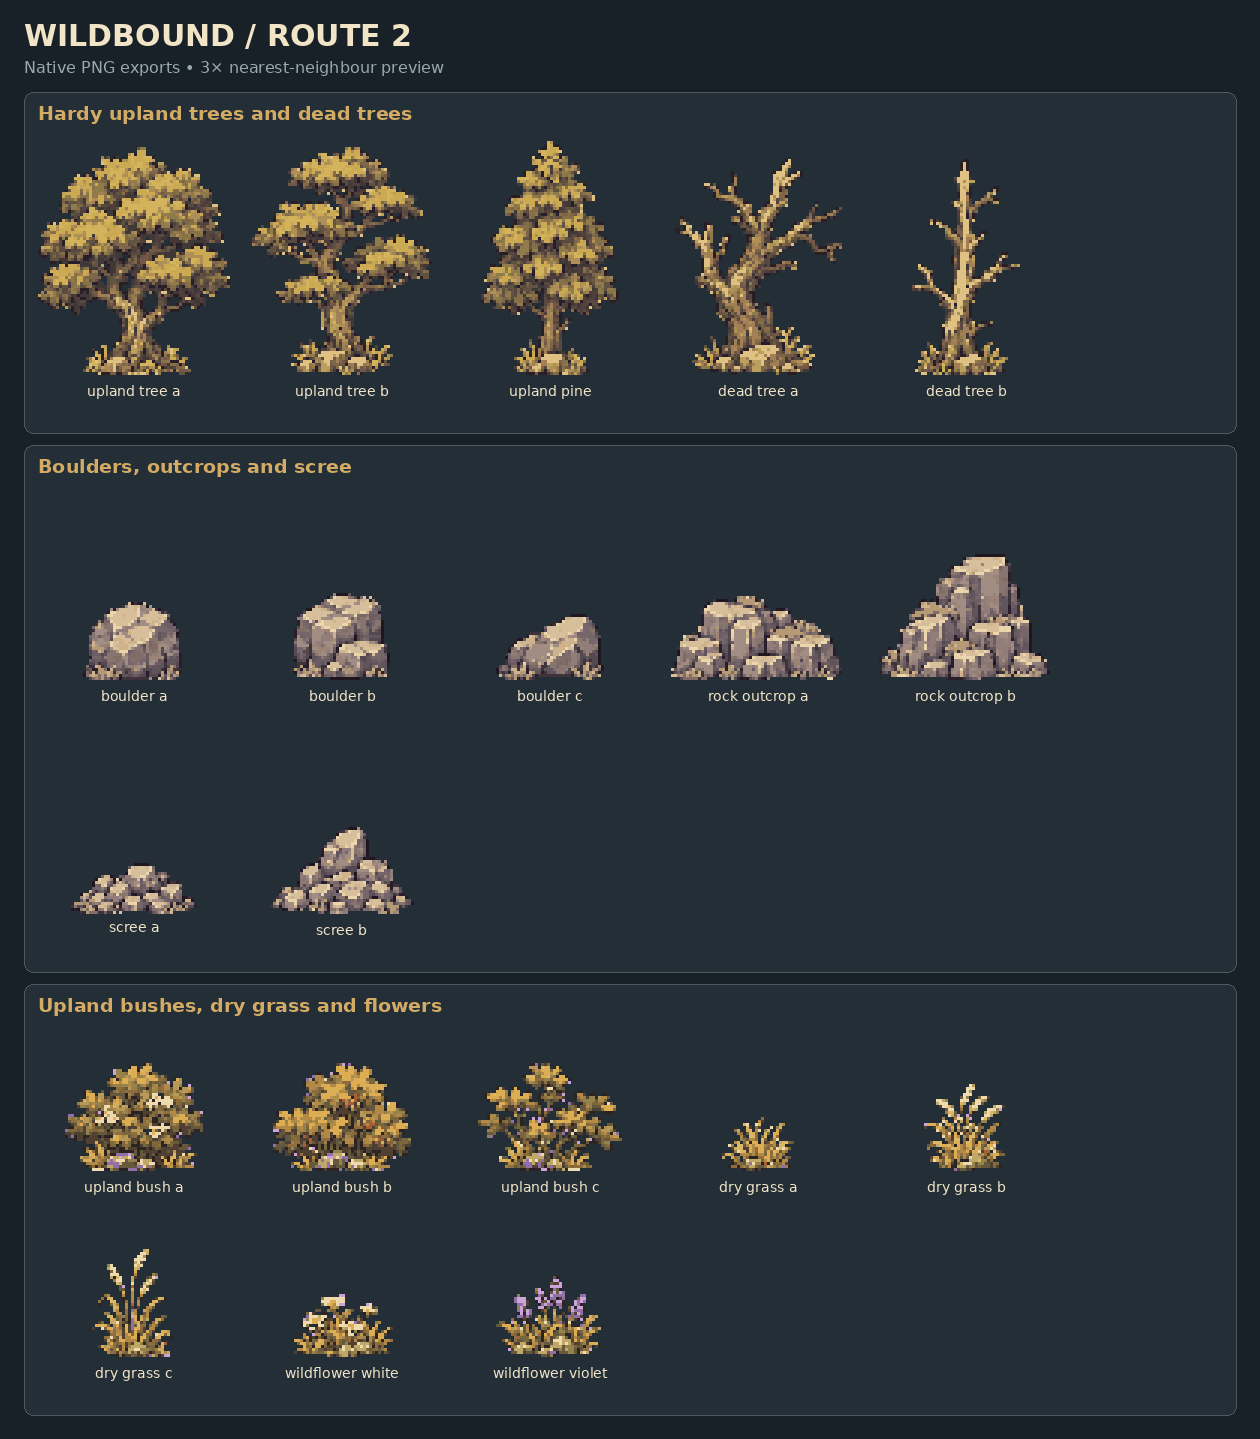 WILDBOUND / ROUTE 2
Native PNG exports • 3× nearest-neighbour preview
Hardy upland trees and dead trees
upland tree a
upland tree b
upland pine
dead tree a
dead tree b
Boulders, outcrops and scree
boulder a
boulder b
boulder c
rock outcrop a
rock outcrop b
scree a
scree b
Upland bushes, dry grass and flowers
upland bush a
upland bush b
upland bush c
dry grass a
dry grass b
dry grass c
wildflower white
wildflower violet